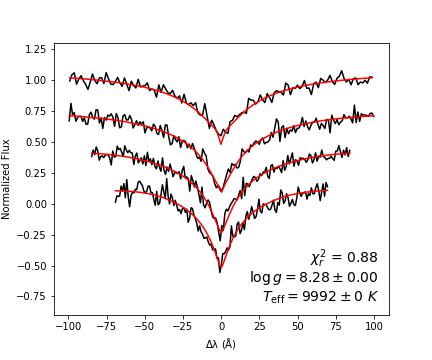 1.25
1.00
0.75
0.50
0.25
0.00
−0.25
−0.50
−0.75
Normalized Flux
χ²ᵣ = 0.88
log g = 8.28 ± 0.00
T_eff = 9992 ± 0 K
−100 −75 −50 −25 0 25 50 75 100
Δλ (Å)